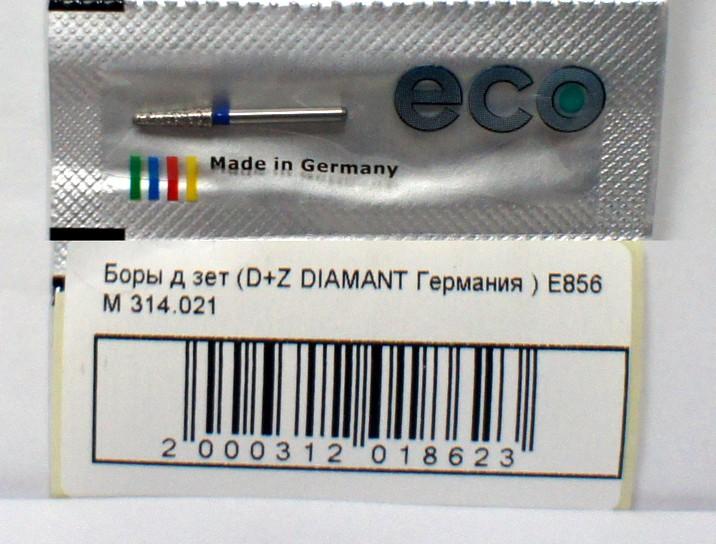 eco
Made in Germany
Боры д зет (D+Z DIAMANT Германия ) E856
M 314.021
2 000312 018623